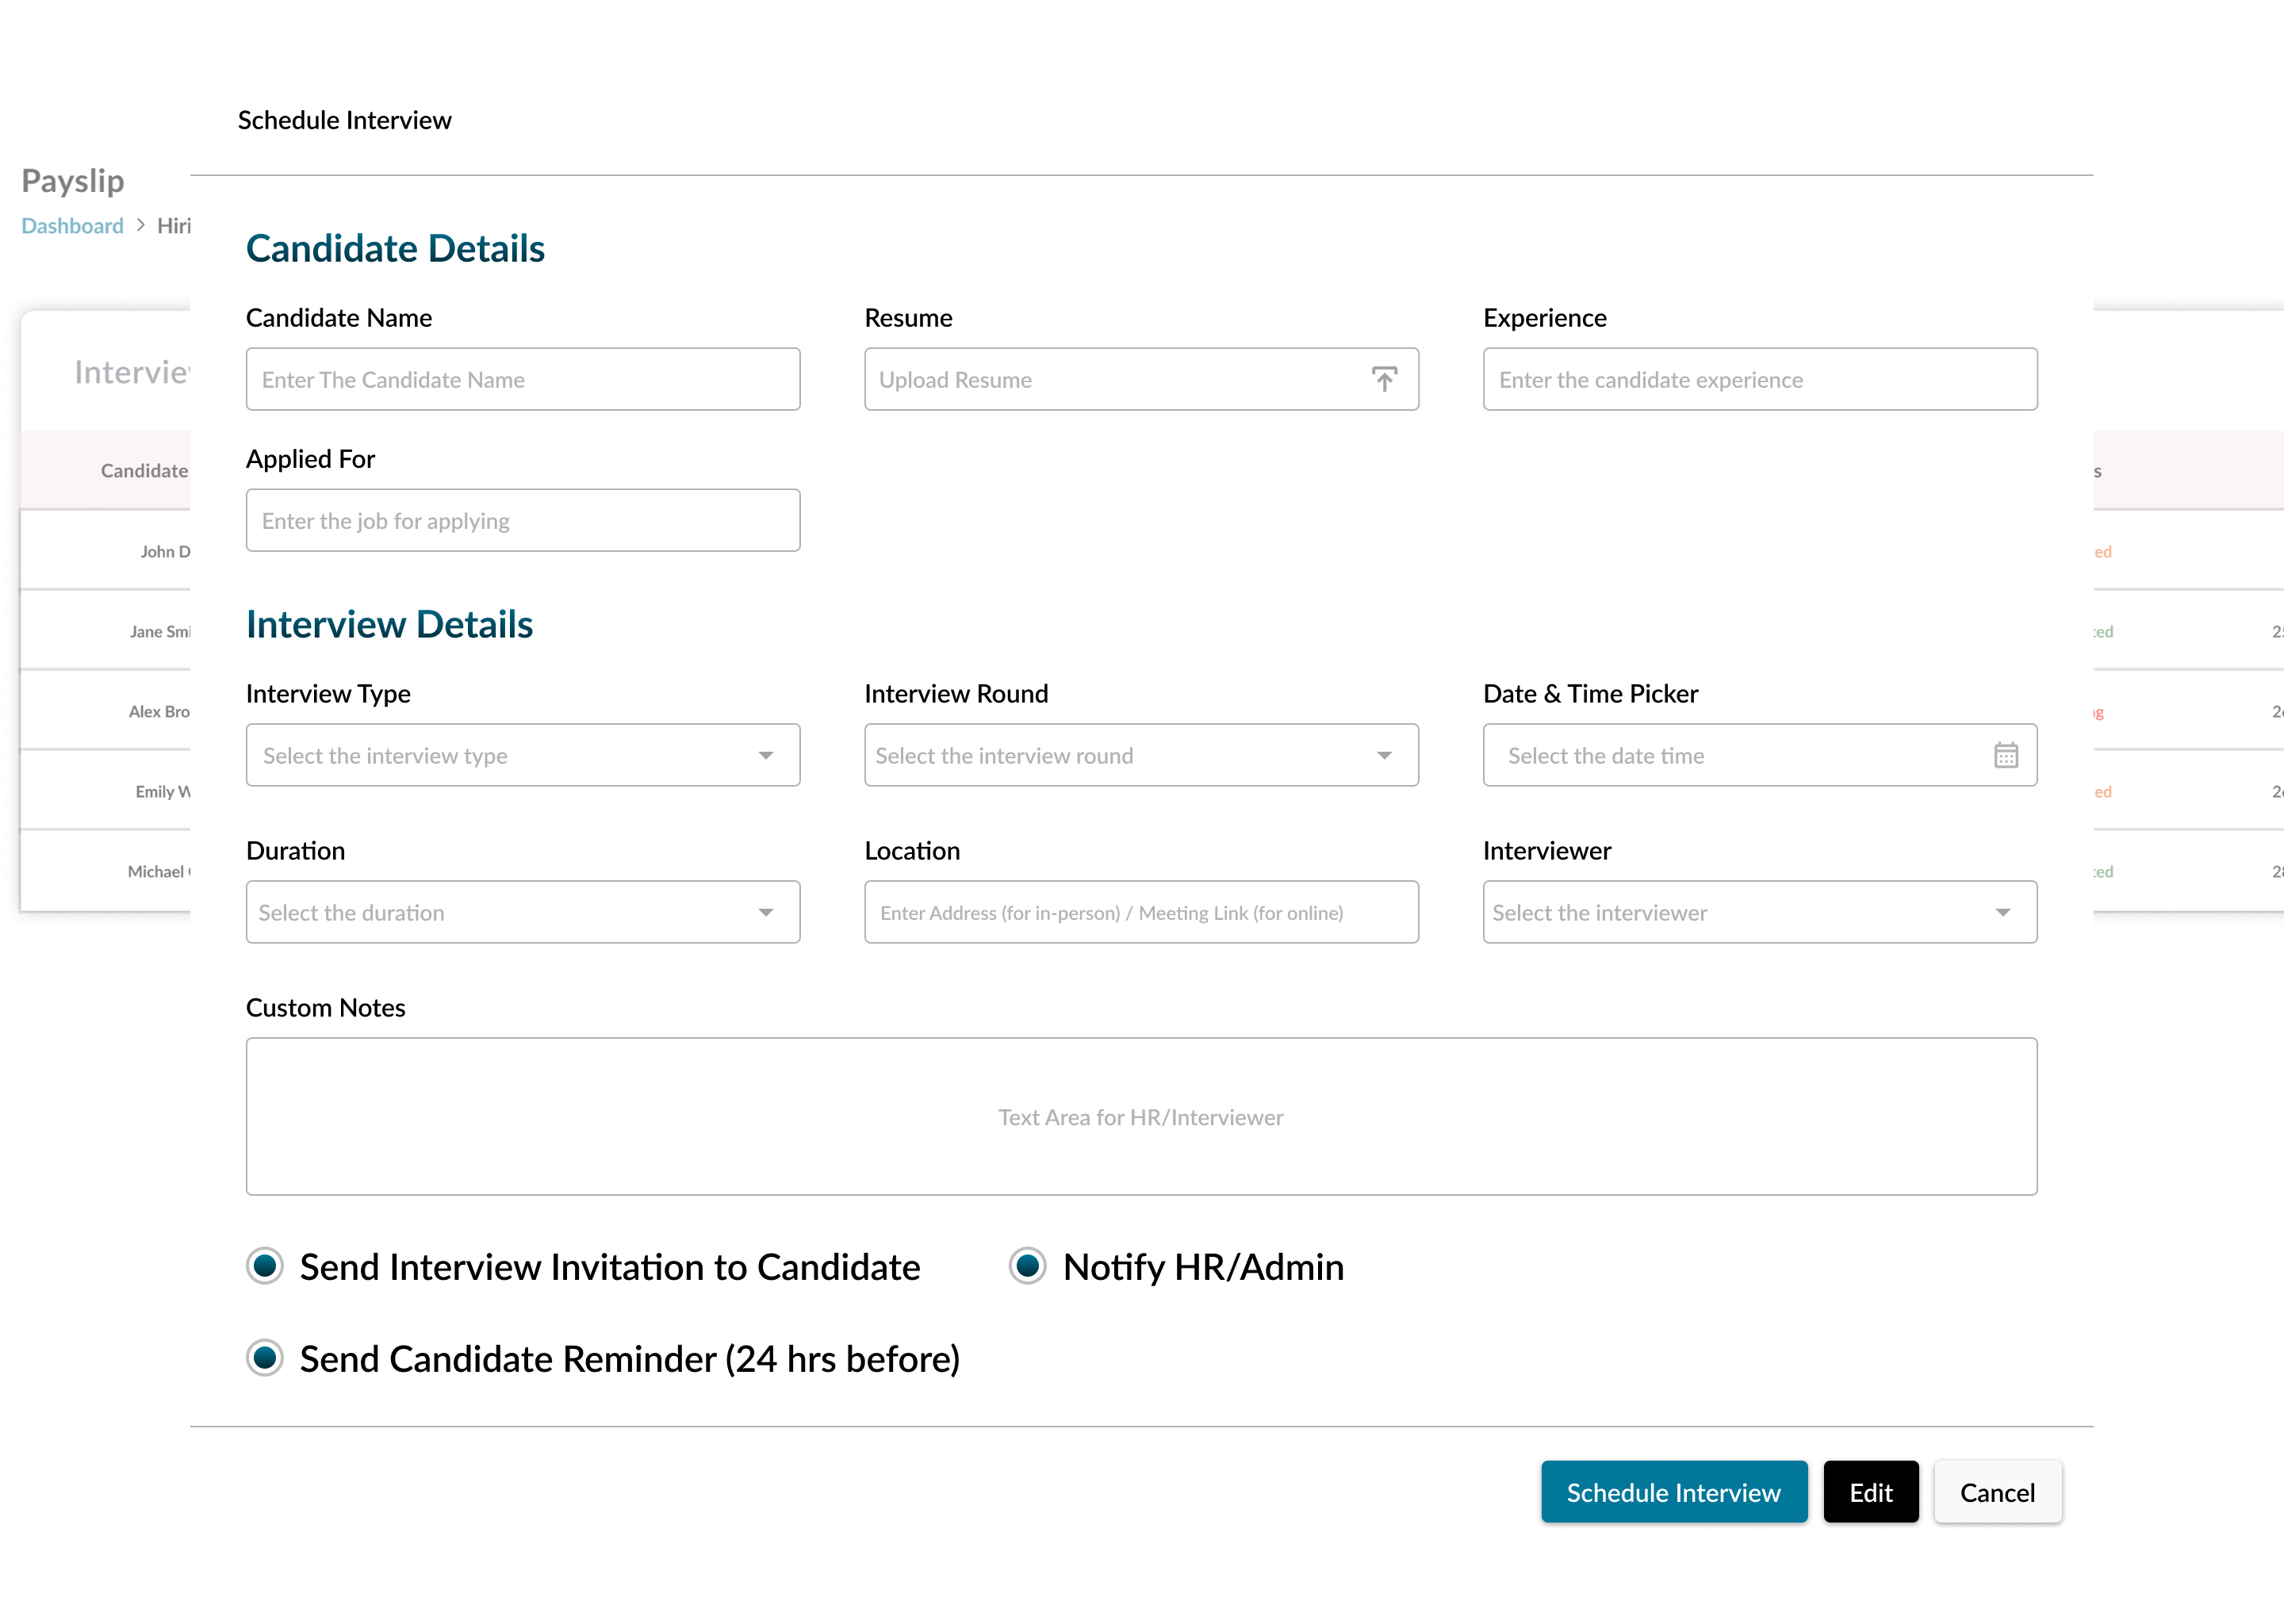 Schedule Interview
Payslip
Dashboard > Hiri
Candidate Details
Candidate Name
Resume
Experience
Enter The Candidate Name
Upload Resume
Enter the candidate experience
Applied For
Enter the job for applying
Interview Details
Interview Type
Interview Round
Date & Time Picker
Select the interview type
Select the interview round
Select the date time
Duration
Location
Interviewer
Select the duration
Enter Address (for in-person) / Meeting Link (for online)
Select the interviewer
Custom Notes
Text Area for HR/Interviewer
Send Interview Invitation to Candidate
Notify HR/Admin
Send Candidate Reminder (24 hrs before)
Schedule Interview
Edit
Cancel
Candidate
John D
Jane Smi
Alex Bro
Emily
Michael